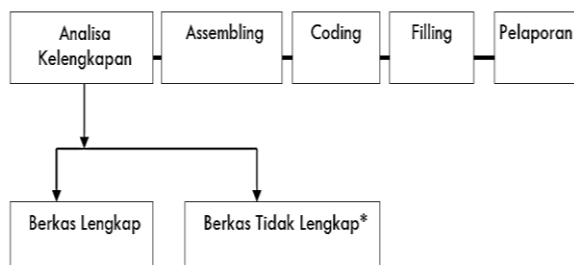 Analisa
Kelengkapan
Assembling
Coding
Filling
Pelaporan
Berkas Lengkap
Berkas Tidak Lengkap*